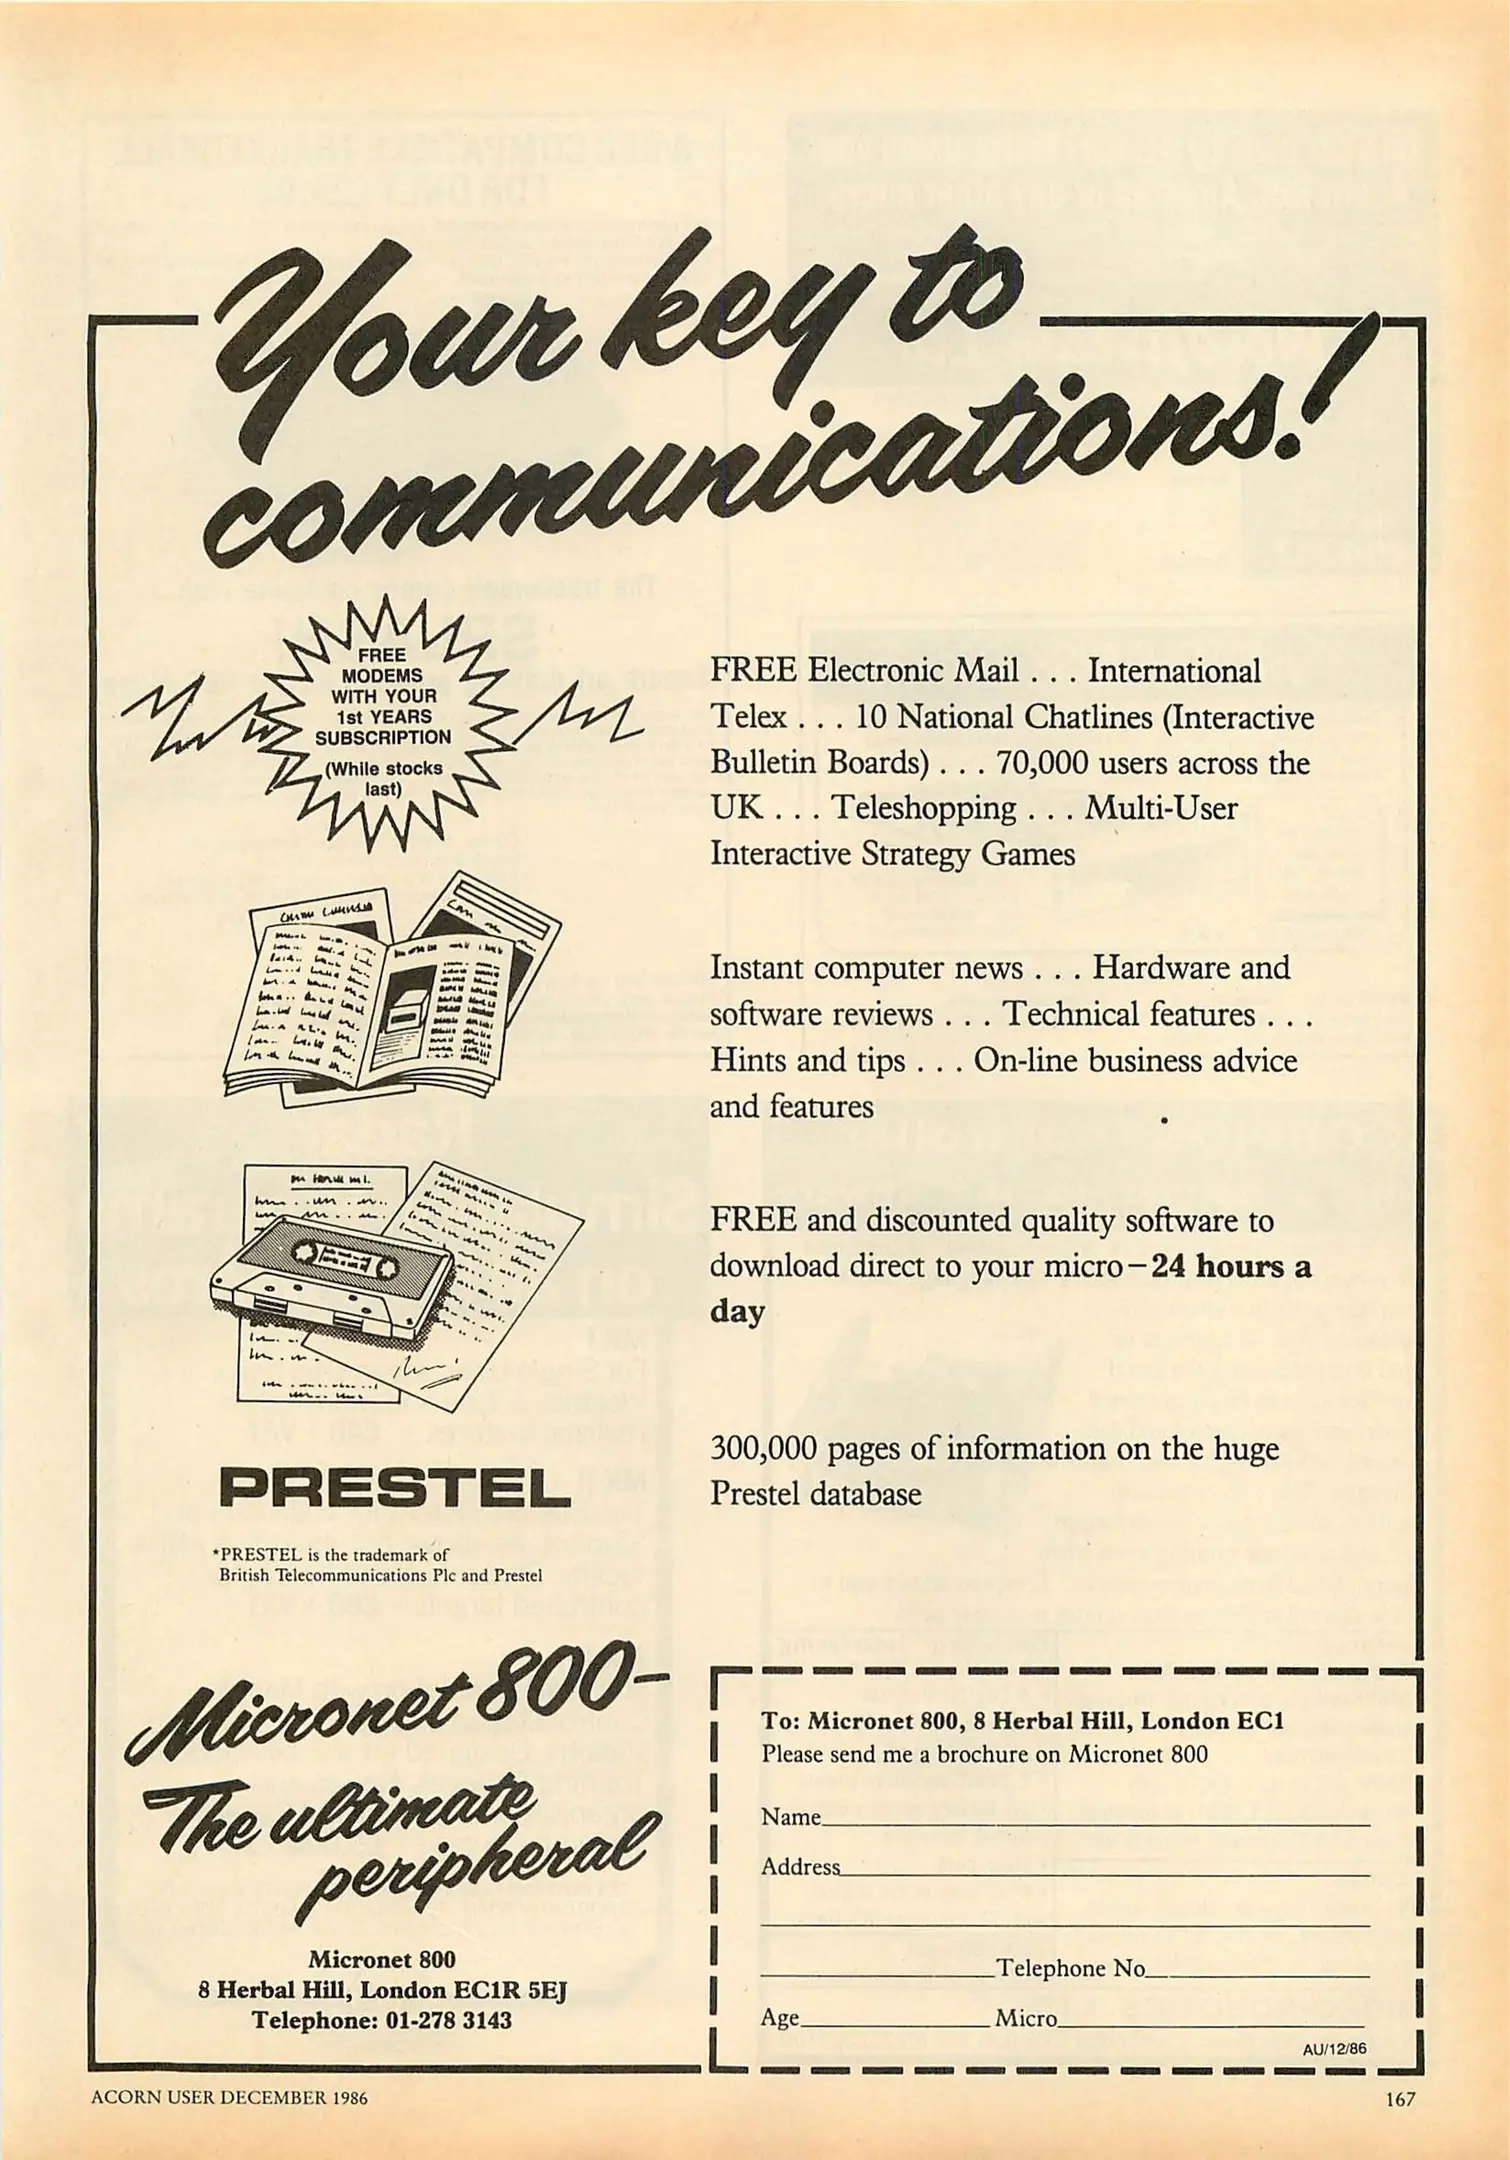 Your key to
communications!
FREE
MODEMS
WITH YOUR
1st YEARS
SUBSCRIPTION
(While stocks
last)
FREE Electronic Mail . . . International
Telex . . . 10 National Chatlines (Interactive
Bulletin Boards) . . . 70,000 users across the
UK . . . Teleshopping . . . Multi-User
Interactive Strategy Games
Instant computer news . . . Hardware and
software reviews . . . Technical features . . .
Hints and tips . . . On-line business advice
and features
FREE and discounted quality software to
download direct to your micro–24 hours a
day
PRESTEL
300,000 pages of information on the huge
Prestel database
*PRESTEL is the trademark of
British Telecommunications Plc and Prestel
Micronet 800–
The ultimate
peripheral
Micronet 800
8 Herbal Hill, London EC1R 5EJ
Telephone: 01-278 3143
To: Micronet 800, 8 Herbal Hill, London EC1
Please send me a brochure on Micronet 800
Name
Address
Telephone No
Age Micro
AU/12/86
ACORN USER DECEMBER 1986
167